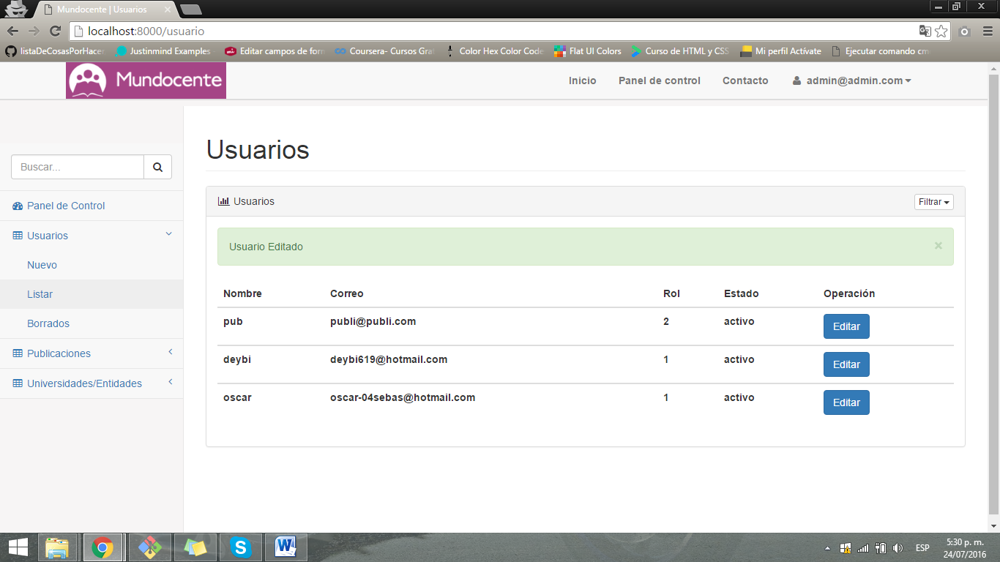 Mundocente | Usuarios
localhost:8000/usuario
listaDeCosasPorHacer Justinmind Examples Editar campos de form Coursera- Cursos Grat Color Hex Color Code Flat UI Colors Curso de HTML y CSS Mi perfil Actívate Ejecutar comando cm
Mundocente Inicio Panel de control Contacto admin@admin.com
Usuarios
Buscar...
Panel de Control
Usuarios
Nuevo
Listar
Borrados
Publicaciones
Universidades/Entidades
Usuarios Filtrar
Usuario Editado ×
Nombre Correo Rol Estado Operación
pub publi@publi.com 2 activo Editar
deybi deybi619@hotmail.com 1 activo Editar
oscar oscar-04sebas@hotmail.com 1 activo Editar
ESP 5:30 p. m.
24/07/2016